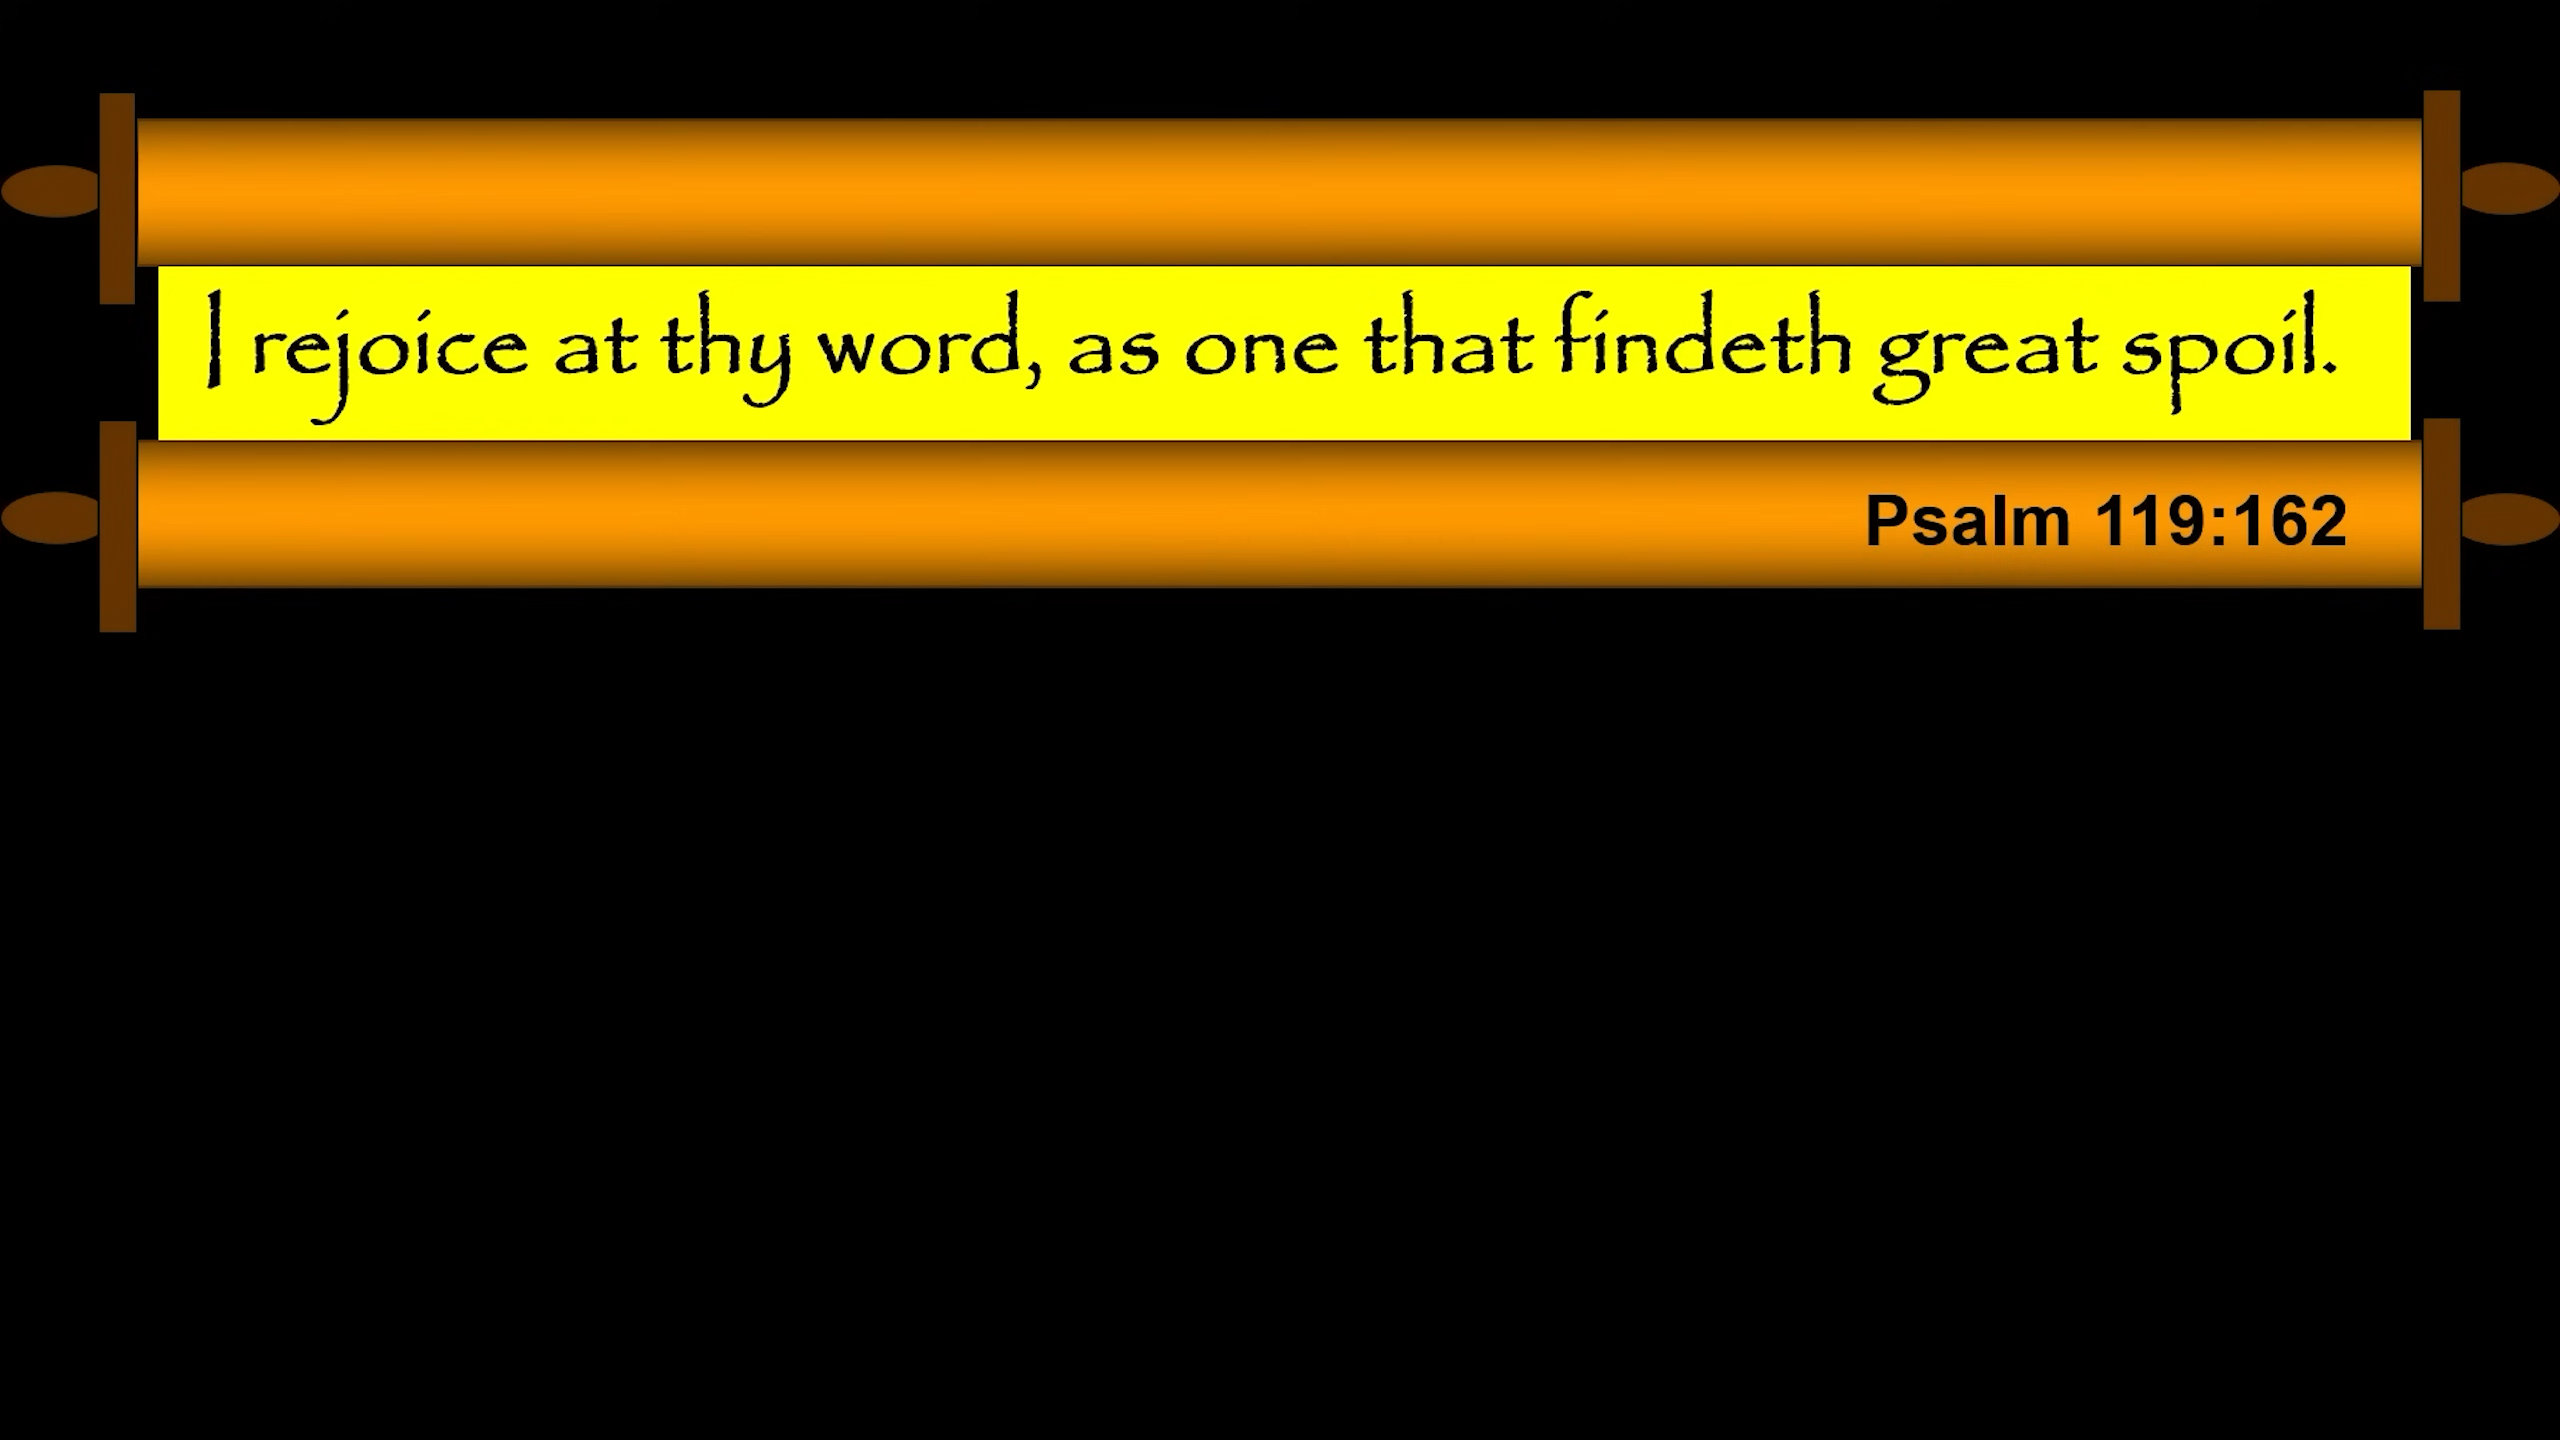 I rejoice at thy word, as one that findeth great spoil.
Psalm 119:162